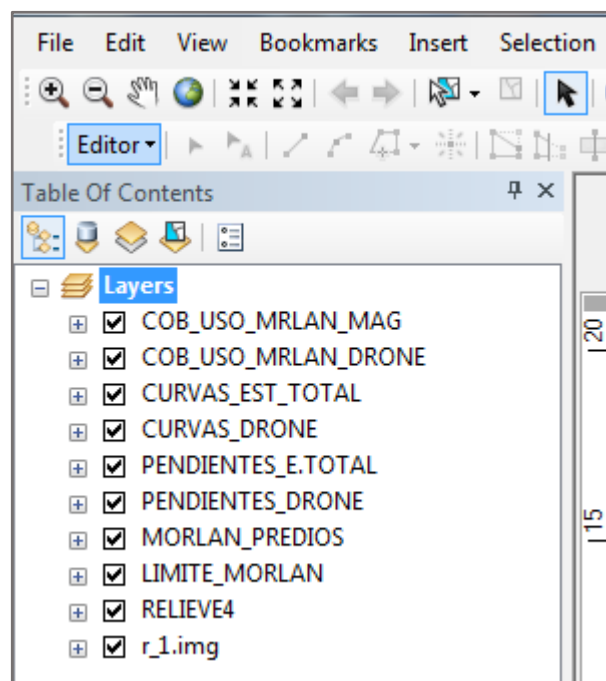 File Edit View Bookmarks Insert Selection
Editor
Table Of Contents
Layers
COB_USO_MRLAN_MAG
COB_USO_MRLAN_DRONE
CURVAS_EST_TOTAL
CURVAS_DRONE
PENDIENTES_E.TOTAL
PENDIENTES_DRONE
MORLAN_PREDIOS
LIMITE_MORLAN
RELIEVE4
r_1.img
20
15